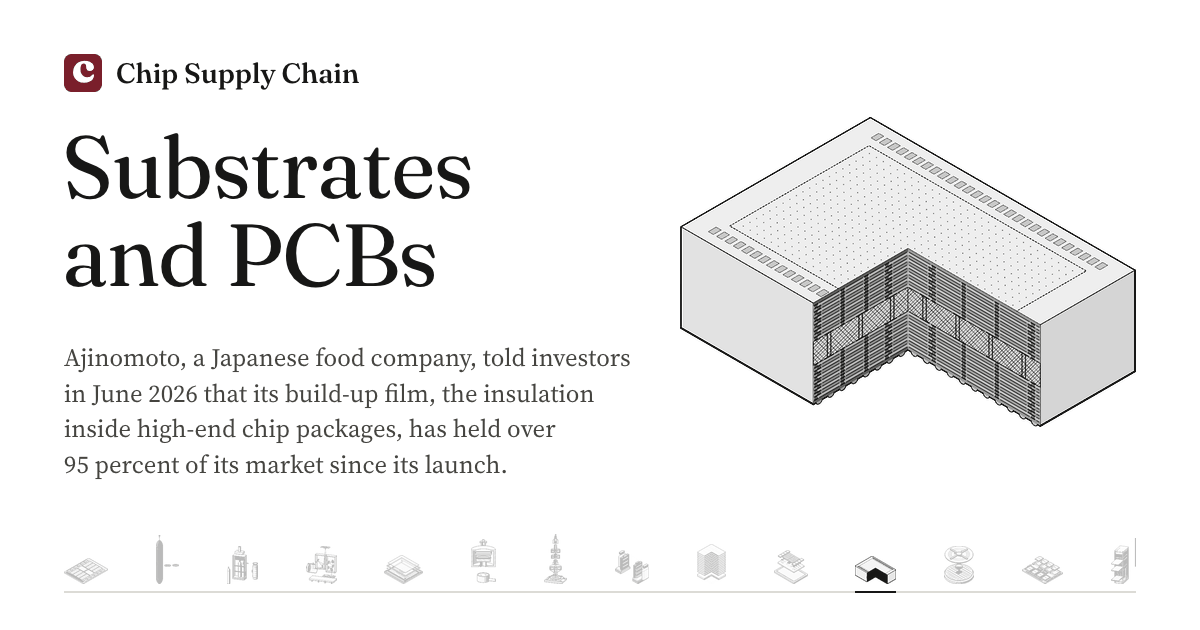 C
Chip Supply Chain
Substrates
and PCBs
Ajinomoto, a Japanese food company, told investors
in June 2026 that its build-up film, the insulation
inside high-end chip packages, has held over
95 percent of its market since its launch.